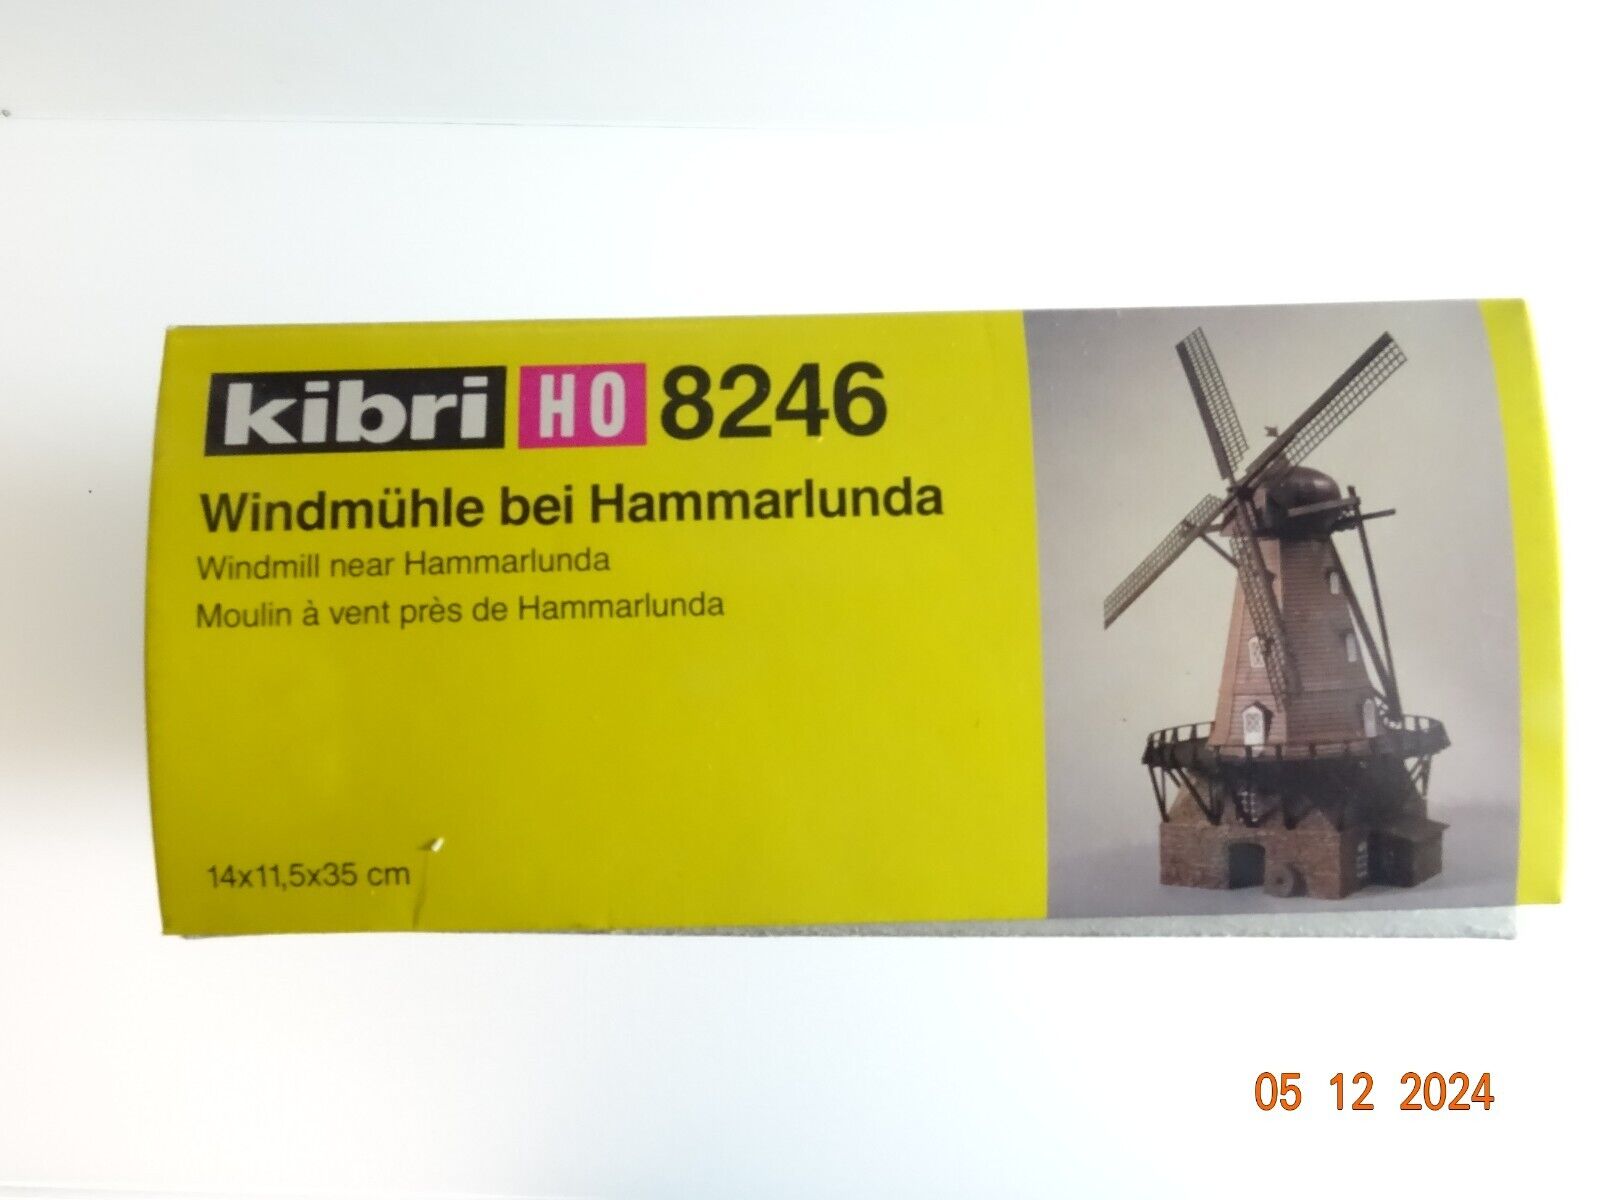 kibri HO 8246
Windmühle bei Hammarlunda
Windmill near Hammarlunda
Moulin à vent près de Hammarlunda
14x11,5x35 cm
05 12 2024